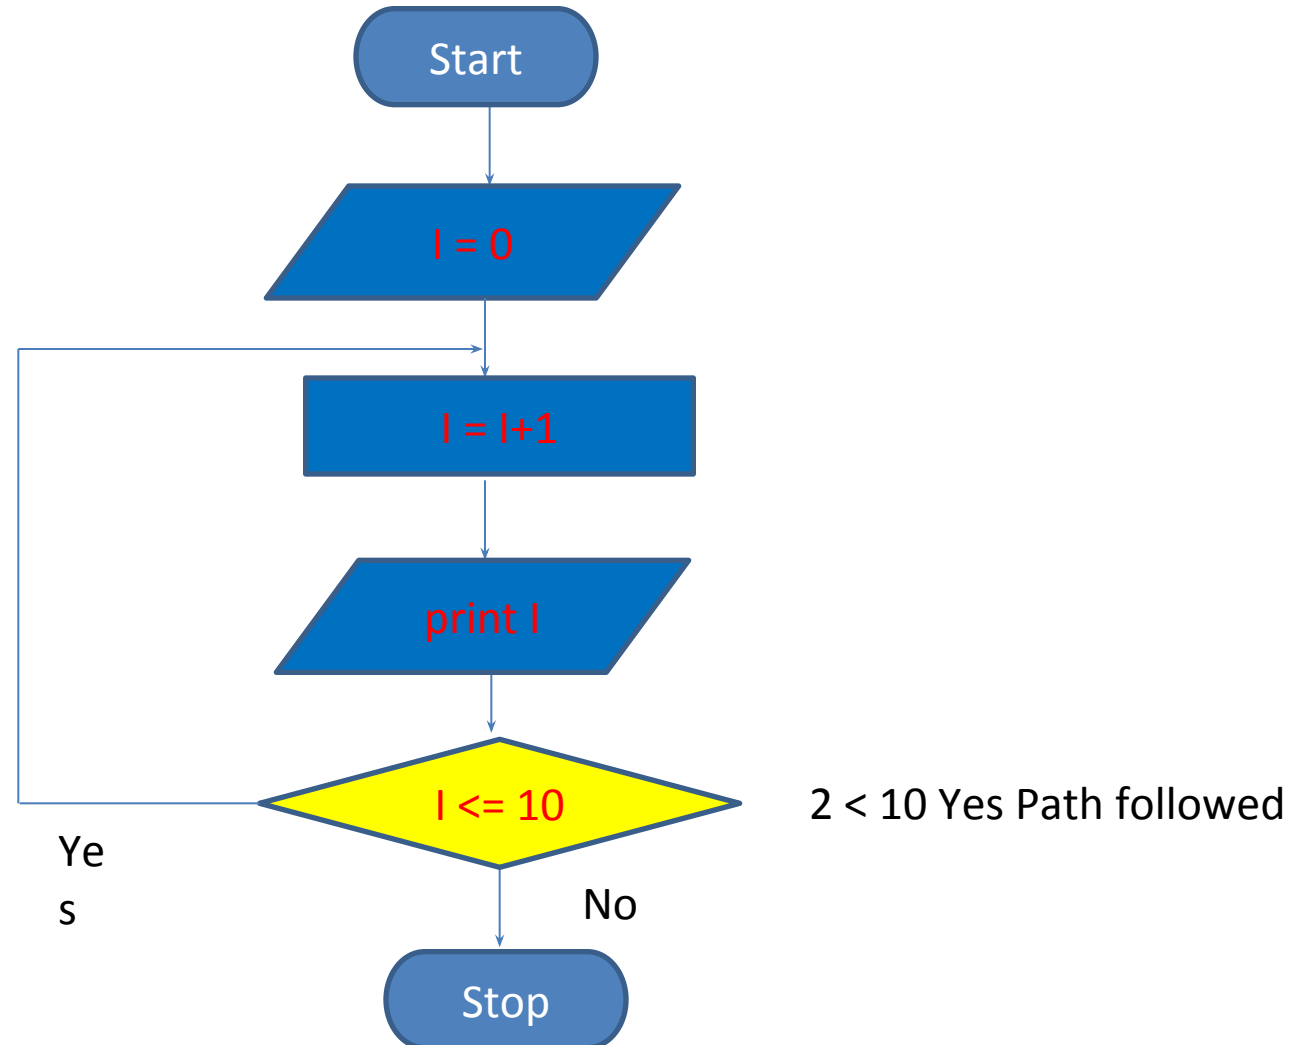 Start
I = 0
I = I+1
print I
I <= 10
2 < 10 Yes Path followed
Ye
s
No
Stop